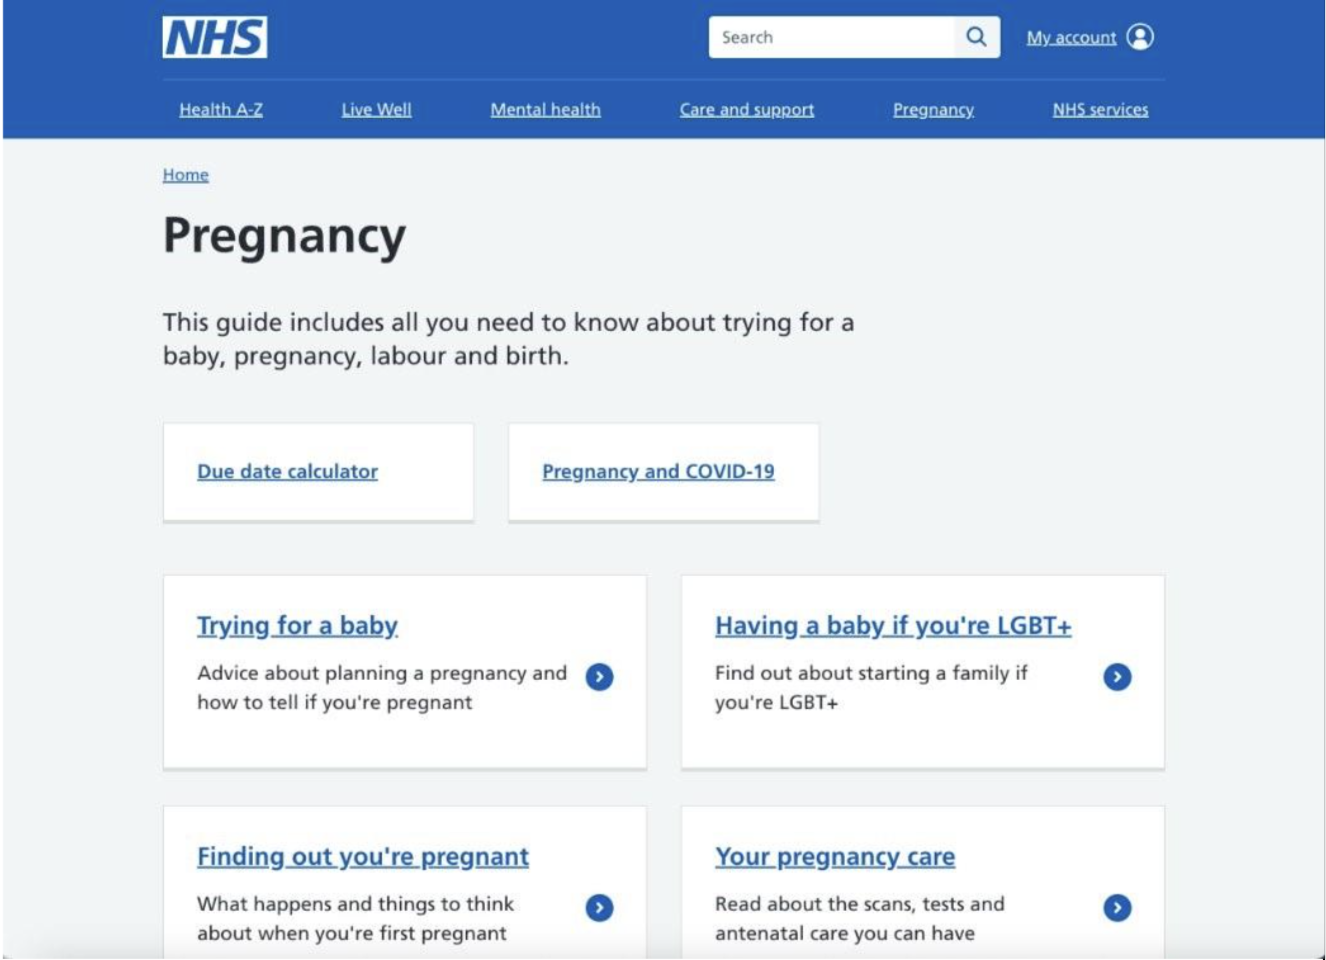 NHS
Search
My account
Health A-Z
Live Well
Mental health
Care and support
Pregnancy
NHS services
Home
Pregnancy
This guide includes all you need to know about trying for a
baby, pregnancy, labour and birth.
Due date calculator
Pregnancy and COVID-19
Trying for a baby
Advice about planning a pregnancy and
how to tell if you're pregnant
Having a baby if you're LGBT+
Find out about starting a family if
you're LGBT+
Finding out you're pregnant
What happens and things to think
about when you're first pregnant
Your pregnancy care
Read about the scans, tests and
antenatal care you can have